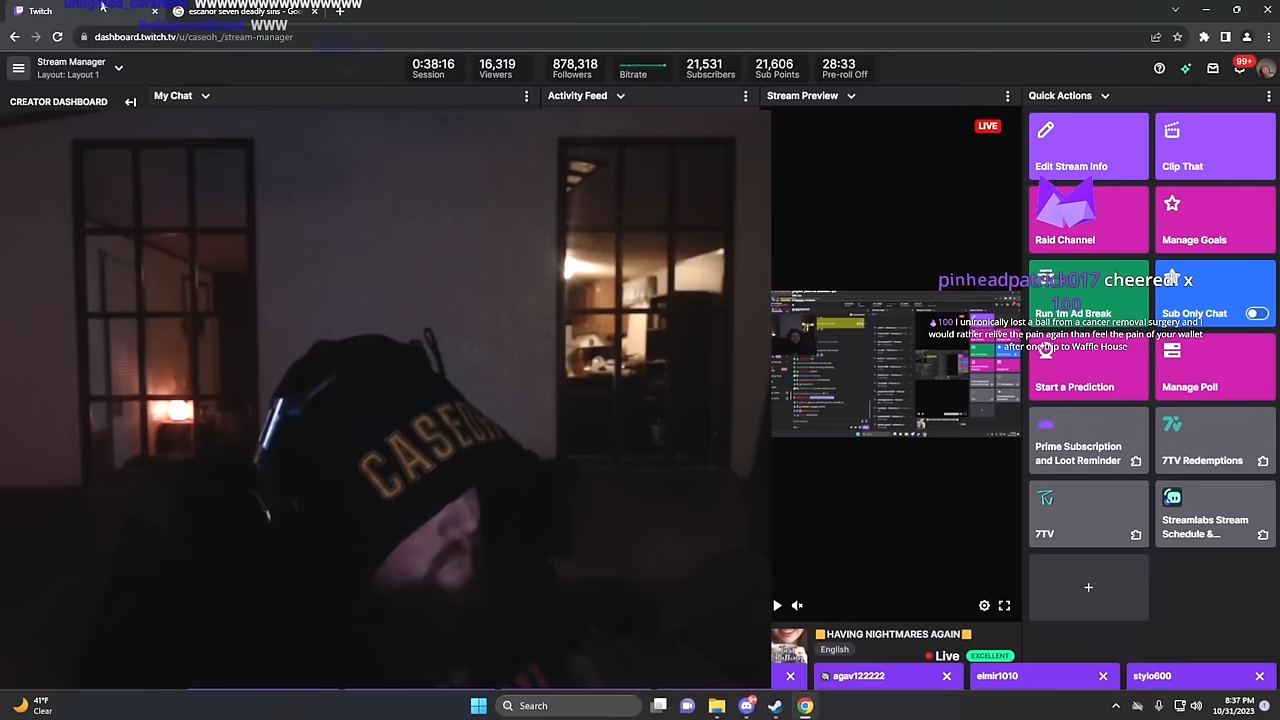 Twitch
escanor seven deadly sins - Goo
WWWWWWWWWWWWWWWWW
WWW
dashboard.twitch.tv/u/caseoh_/stream-manager
Stream Manager
Layout: Layout 1
0:38:16
Session
16,319
Viewers
878,318
Followers
Bitrate
21,531
Subscribers
21,606
Sub Points
28:33
Pre-roll Off
99+
CREATOR DASHBOARD
My Chat
Activity Feed
Stream Preview
Quick Actions
LIVE
Edit Stream Info
Clip That
Raid Channel
Manage Goals
pinheadpatrick017 cheered! x
100
Run 1m Ad Break
Sub Only Chat
100 I unironically lost a ball from a cancer removal surgery and I
would rather relive the pain again than feel the pain of your wallet
after one trip to Waffle House
Start a Prediction
Manage Poll
Prime Subscription
and Loot Reminder
7TV Redemptions
7TV
Streamlabs Stream
Schedule &...
CASE
HAVING NIGHTMARES AGAIN
English
Live
EXCELLENT
agav122222
elmir1010
stylo600
41°F
Clear
Search
8:37 PM
10/31/2023